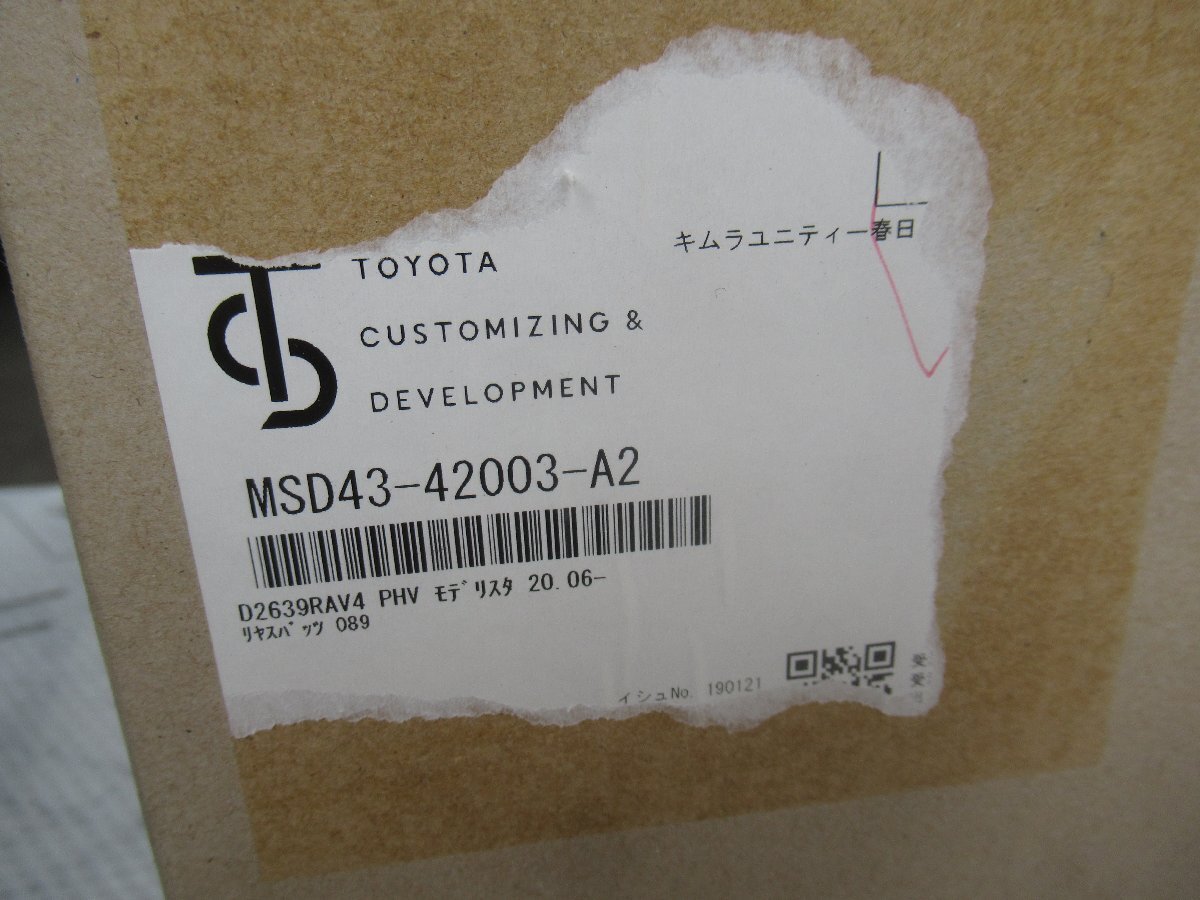 キムラユニティー春日
TOYOTA
CUSTOMIZING &
DEVELOPMENT
MSD43-42003-A2
D2639RAV4 PHV ﾓﾃﾞﾘｽﾀ 20.06-
ﾘﾔｽﾊﾟｯﾂ 089
イシュNo. 190121